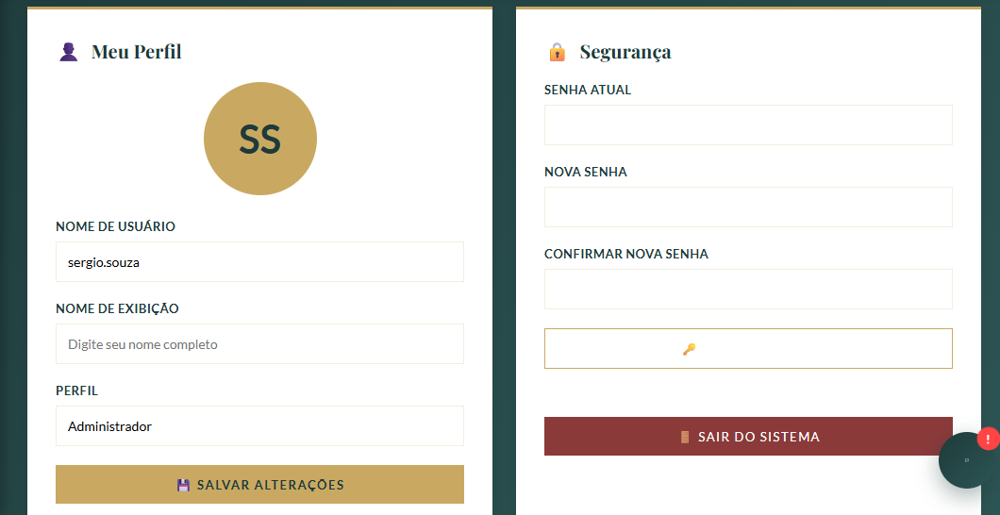 Meu Perfil
SS
NOME DE USUÁRIO
sergio.souza
NOME DE EXIBIÇÃO
Digite seu nome completo
PERFIL
Administrador
SALVAR ALTERAÇÕES
Segurança
SENHA ATUAL
NOVA SENHA
CONFIRMAR NOVA SENHA
SAIR DO SISTEMA
!